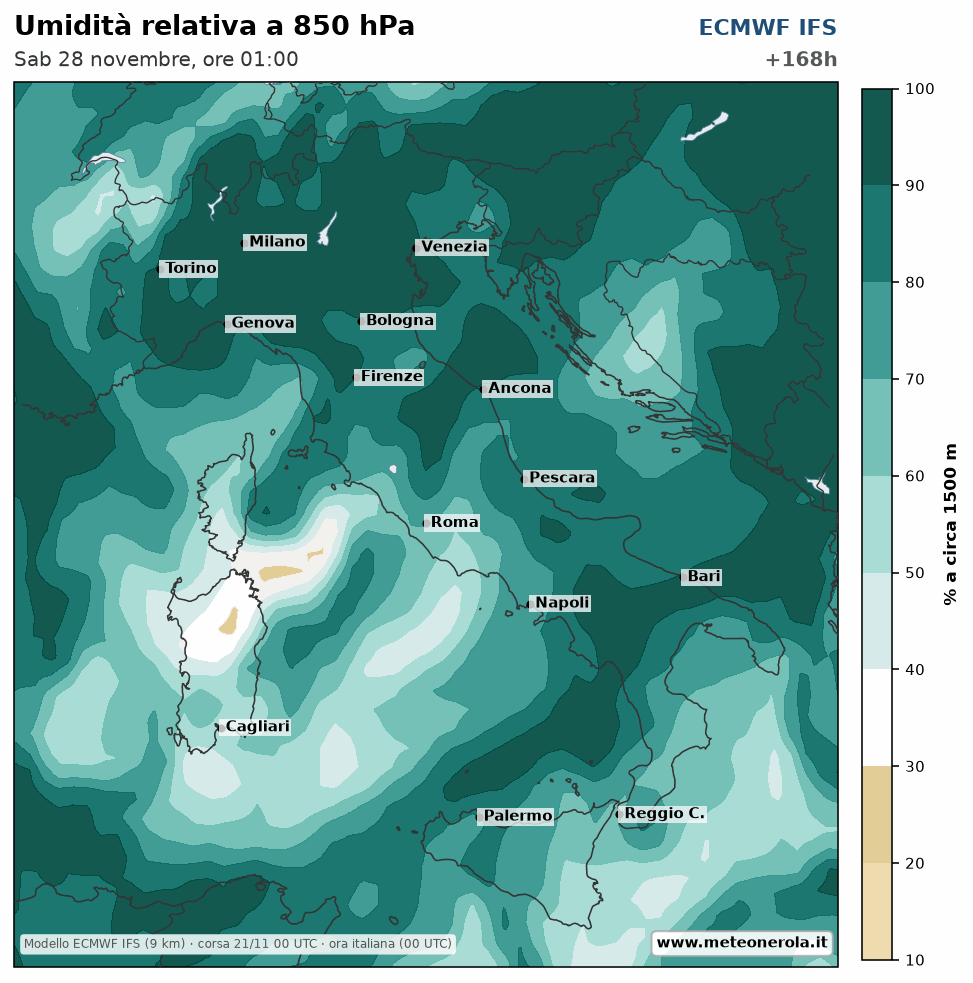 Umidità relativa a 850 hPa
ECMWF IFS
Sab 28 novembre, ore 01:00
+168h
Milano
Venezia
Torino
Genova
Bologna
Firenze
Ancona
Pescara
Roma
Bari
Napoli
Cagliari
Palermo
Reggio C.
100
90
80
70
60
50
40
30
20
10
% a circa 1500 m
Modello ECMWF IFS (9 km) · corsa 21/11 00 UTC · ora italiana (00 UTC)
www.meteonerola.it